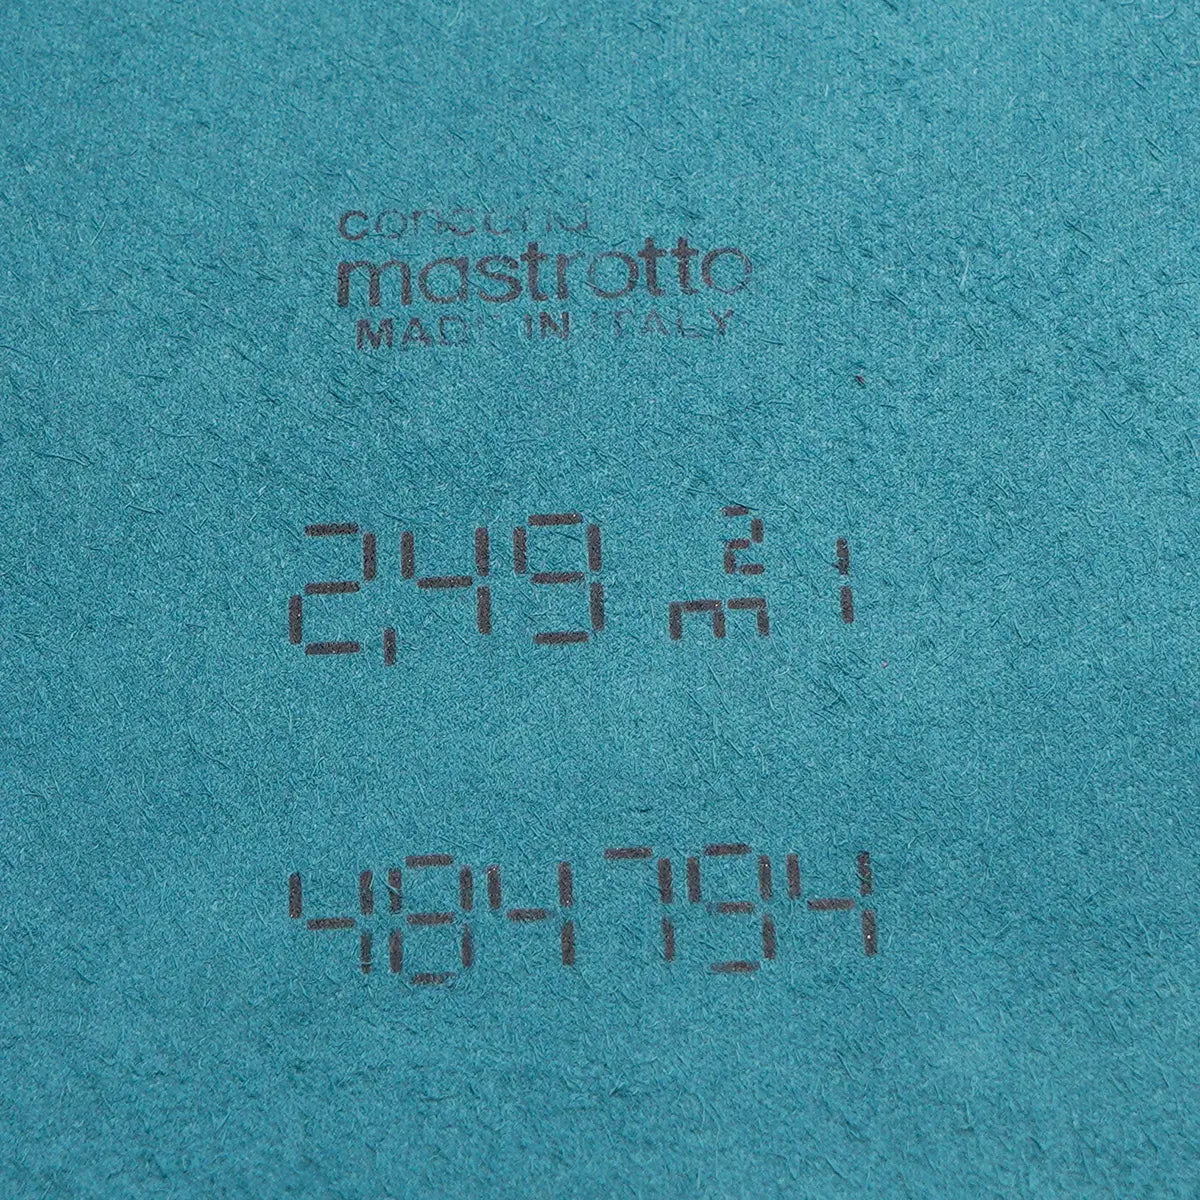 conceria
mastrotto
MADE IN ITALY
2,49 m² 1
484794